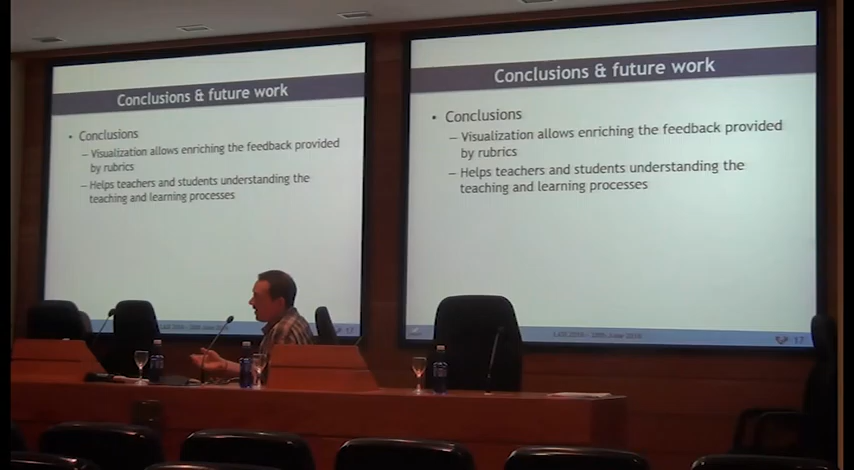 Conclusions & future work
• Conclusions
– Visualization allows enriching the feedback provided
by rubrics
– Helps teachers and students understanding the
teaching and learning processes
17
Conclusions & future work
• Conclusions
– Visualization allows enriching the feedback provided
by rubrics
– Helps teachers and students understanding the
teaching and learning processes
17